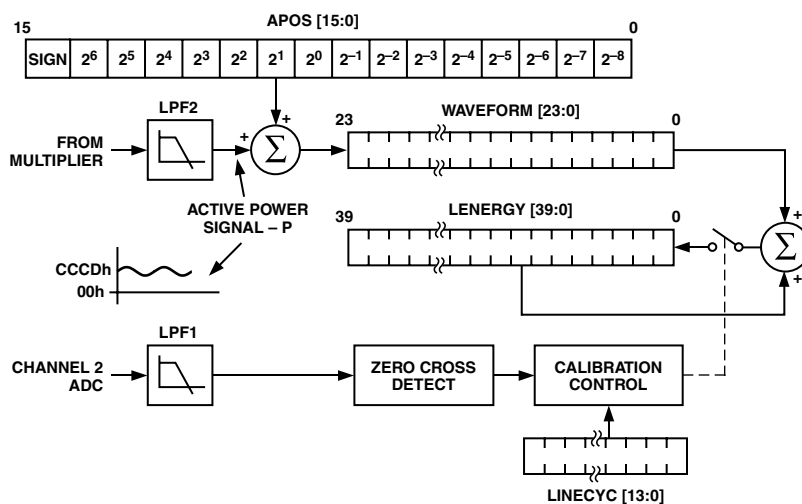 APOS [15:0]
15 0
SIGN 2⁶ 2⁵ 2⁴ 2³ 2² 2¹ 2⁰ 2⁻¹ 2⁻² 2⁻³ 2⁻⁴ 2⁻⁵ 2⁻⁶ 2⁻⁷ 2⁻⁸
LPF2
+ +
Σ
FROM
MULTIPLIER
WAVEFORM [23:0]
23 0
ACTIVE POWER
SIGNAL – P
LENERGY [39:0]
39 0
+
Σ
+
CCCDh
00h
LPF1
CHANNEL 2
ADC
ZERO CROSS
DETECT
CALIBRATION
CONTROL
LINECYC [13:0]